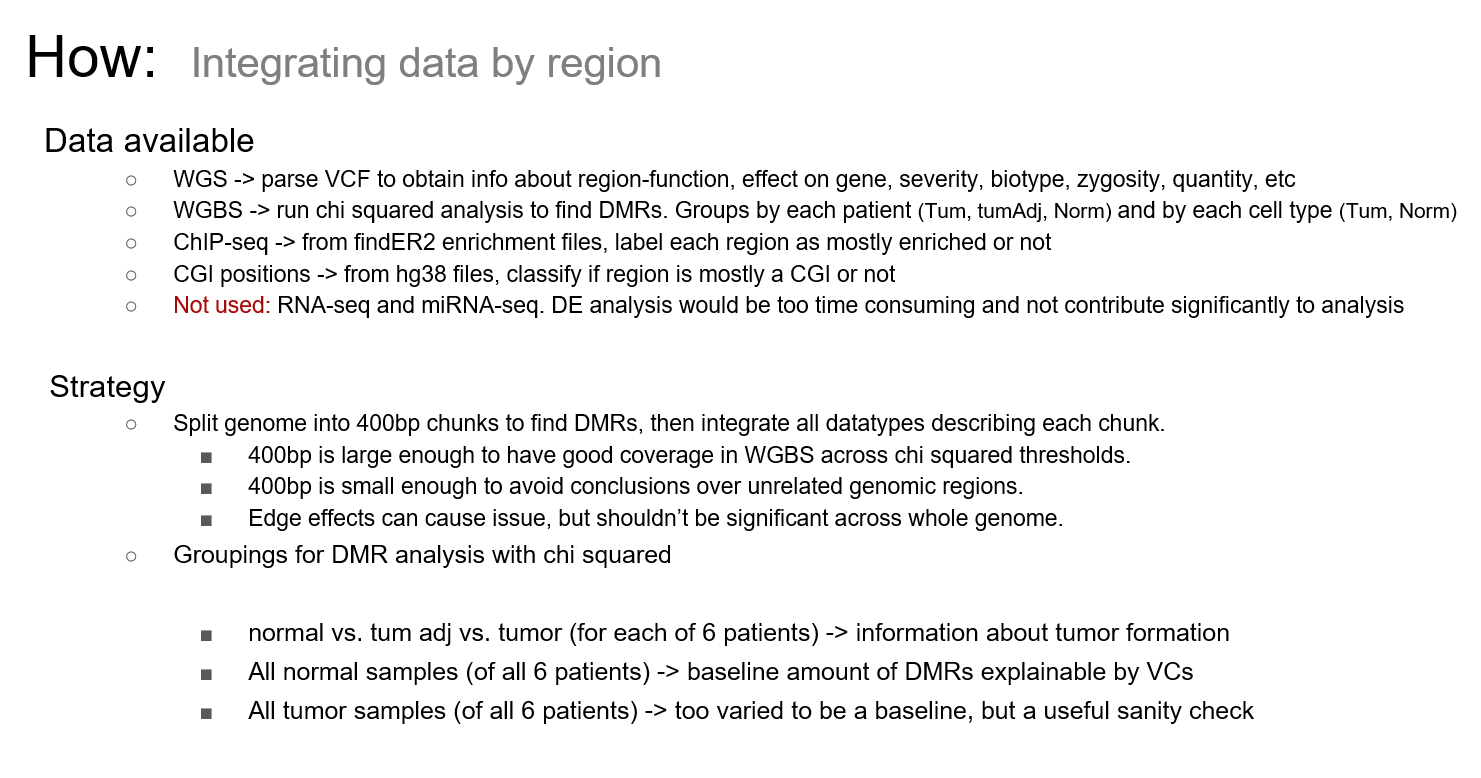 How: Integrating data by region
Data available
○ WGS -> parse VCF to obtain info about region-function, effect on gene, severity, biotype, zygosity, quantity, etc
○ WGBS -> run chi squared analysis to find DMRs. Groups by each patient (Tum, tumAdj, Norm) and by each cell type (Tum, Norm)
○ ChIP-seq -> from findER2 enrichment files, label each region as mostly enriched or not
○ CGI positions -> from hg38 files, classify if region is mostly a CGI or not
○ Not used: RNA-seq and miRNA-seq. DE analysis would be too time consuming and not contribute significantly to analysis
Strategy
○ Split genome into 400bp chunks to find DMRs, then integrate all datatypes describing each chunk.
■ 400bp is large enough to have good coverage in WGBS across chi squared thresholds.
■ 400bp is small enough to avoid conclusions over unrelated genomic regions.
■ Edge effects can cause issue, but shouldn’t be significant across whole genome.
○ Groupings for DMR analysis with chi squared
■ normal vs. tum adj vs. tumor (for each of 6 patients) -> information about tumor formation
■ All normal samples (of all 6 patients) -> baseline amount of DMRs explainable by VCs
■ All tumor samples (of all 6 patients) -> too varied to be a baseline, but a useful sanity check